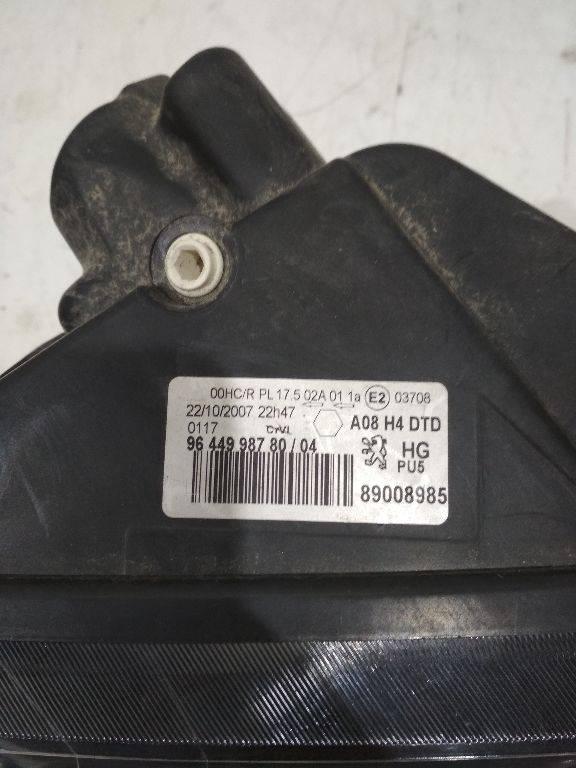 00HC/R PL 17.5 02A 01 1a E2 03708
22/10/2007 22h47
A08 H4 DTD
0117
HG
96 449 987 80 / 04
PU5
89008985